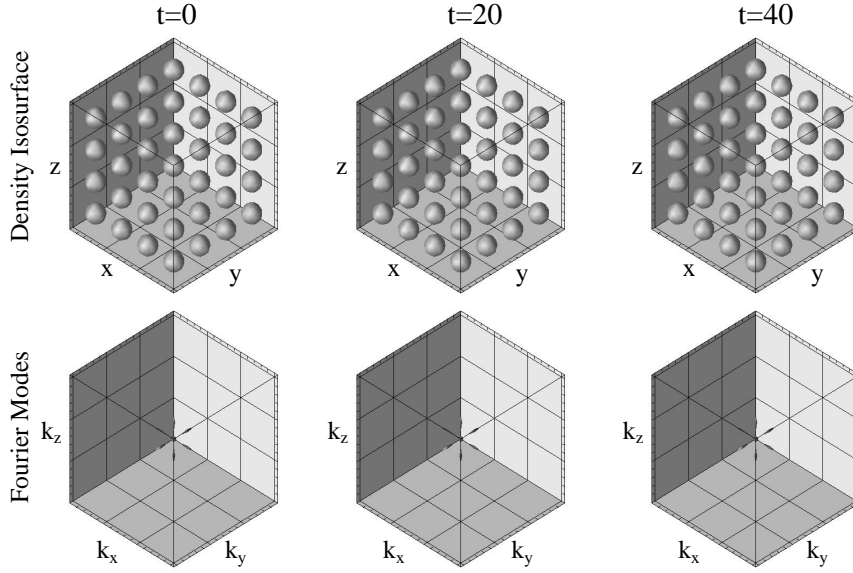 t=0 t=20 t=40
Density Isosurface
z z z
x y x y x y
Fourier Modes
k_z k_z k_z
k_x k_y k_x k_y k_x k_y